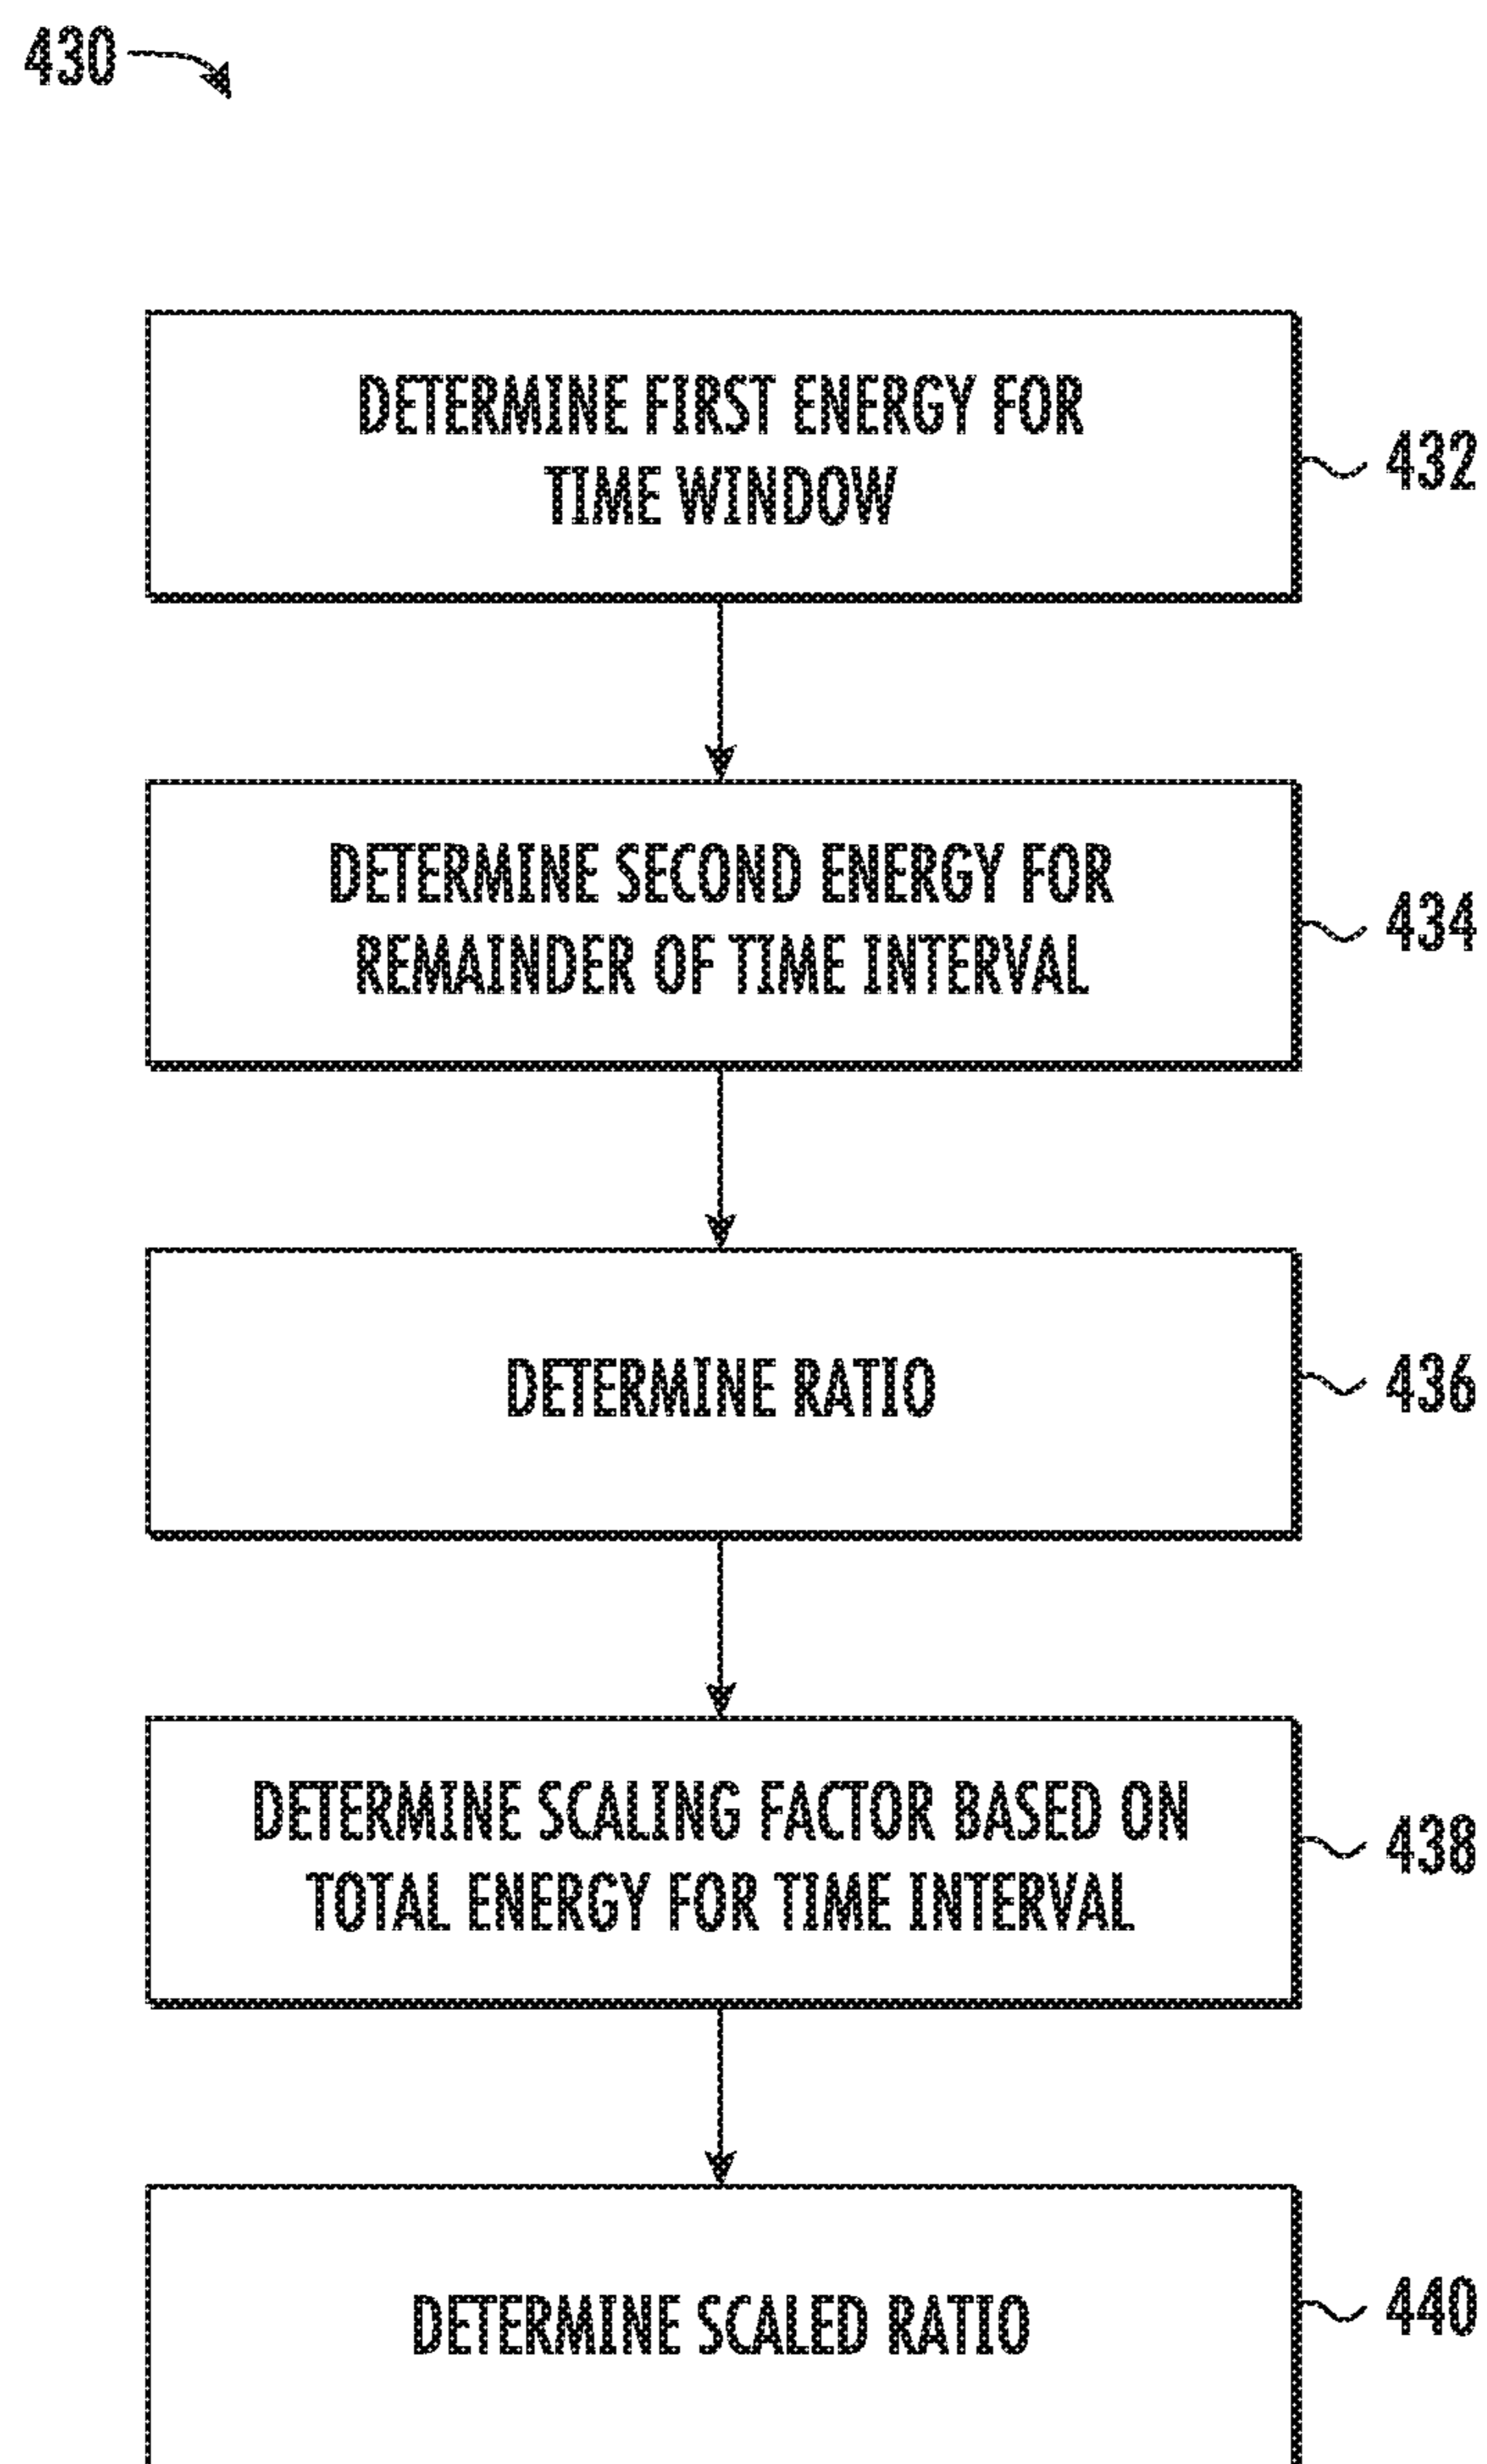 430
DETERMINE FIRST ENERGY FOR
TIME WINDOW
432
DETERMINE SECOND ENERGY FOR
REMAINDER OF TIME INTERVAL
434
DETERMINE RATIO
436
DETERMINE SCALING FACTOR BASED ON
TOTAL ENERGY FOR TIME INTERVAL
438
DETERMINE SCALED RATIO
440